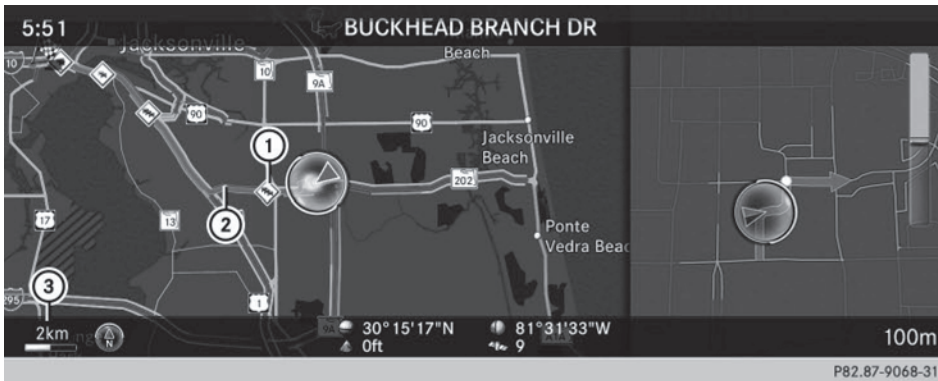 5:51
BUCKHEAD BRANCH DR
Jacksonville
Beach
10
10
9A
90
90
1
Jacksonville
Beach
202
17
13
2
Ponte
Vedra Beac
3
295
1
2km
N
9A
30°15'17"N
81°31'33"W
A1A
0ft
9
100m
P82.87-9068-31